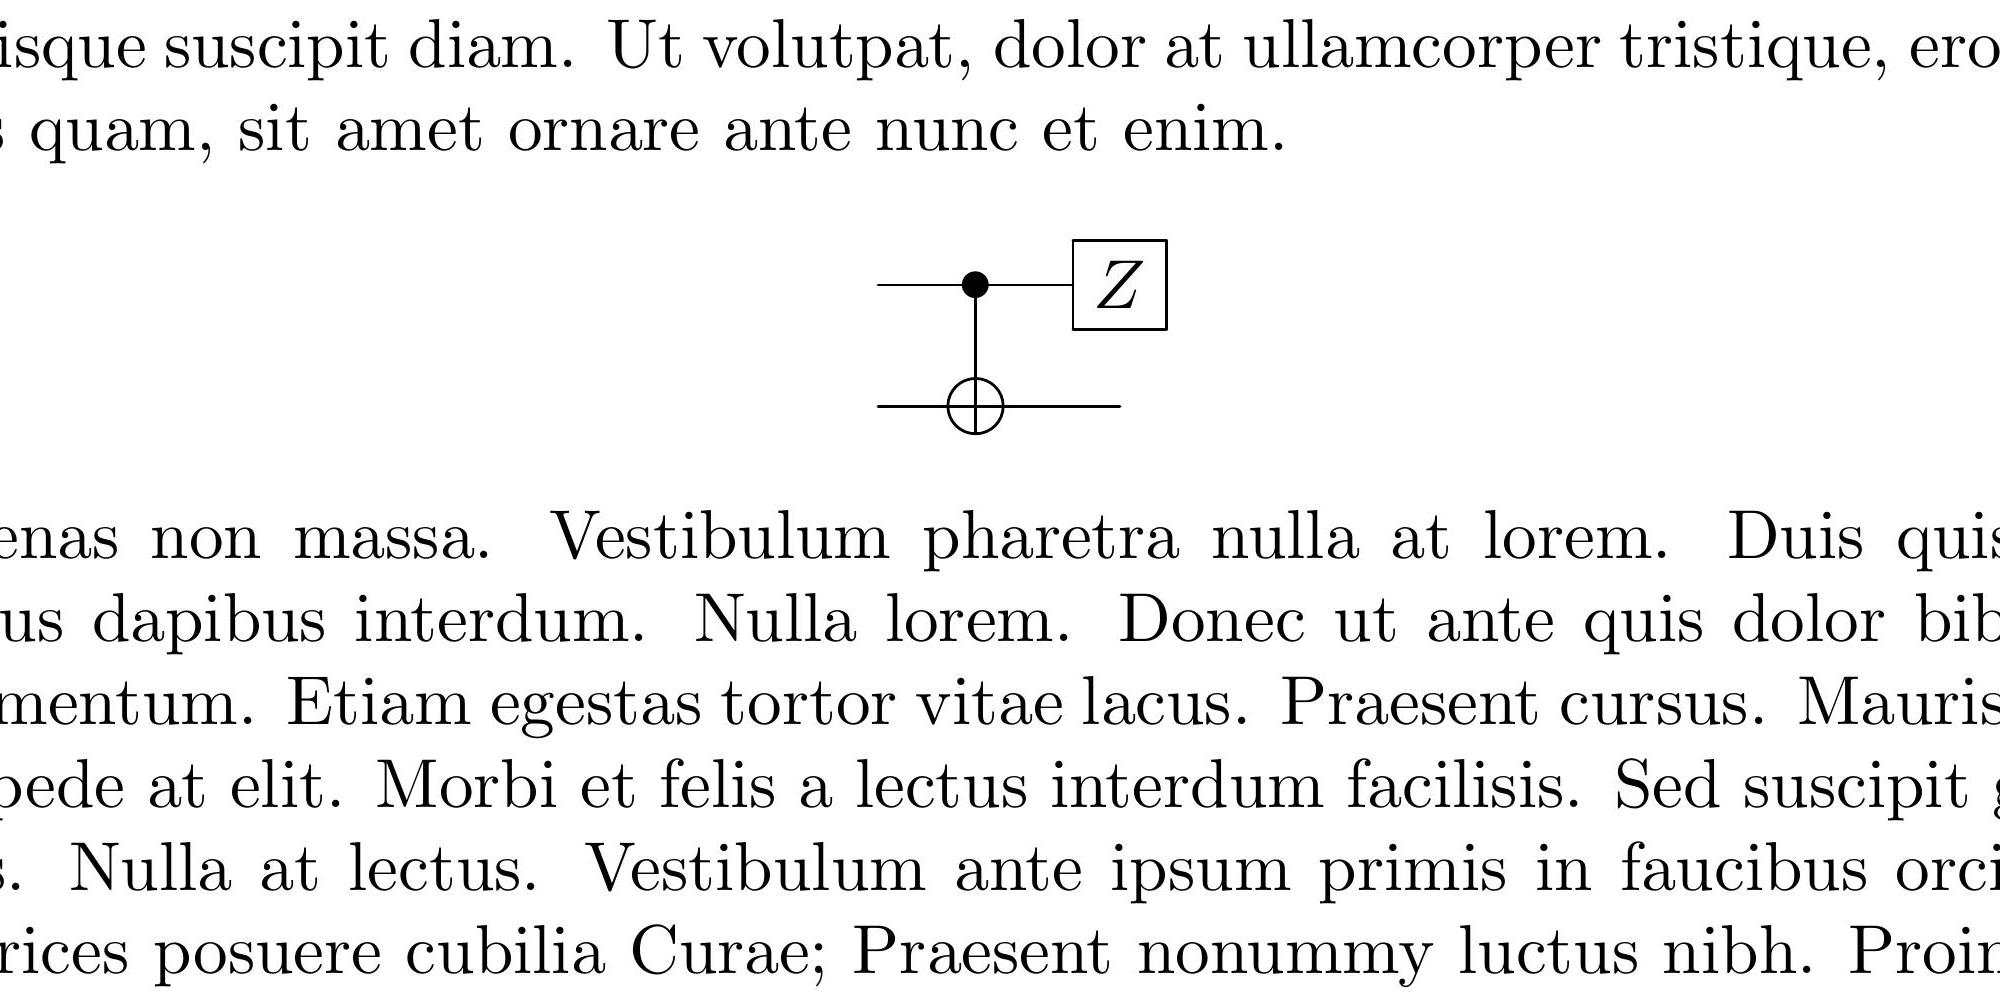 isque suscipit diam. Ut volutpat, dolor at ullamcorper tristique, ero
s quam, sit amet ornare ante nunc et enim.
Z
enas non massa. Vestibulum pharetra nulla at lorem. Duis quis
us dapibus interdum. Nulla lorem. Donec ut ante quis dolor bib
mentum. Etiam egestas tortor vitae lacus. Praesent cursus. Mauris
pede at elit. Morbi et felis a lectus interdum facilisis. Sed suscipit g
s. Nulla at lectus. Vestibulum ante ipsum primis in faucibus orci
rices posuere cubilia Curae; Praesent nonummy luctus nibh. Proin